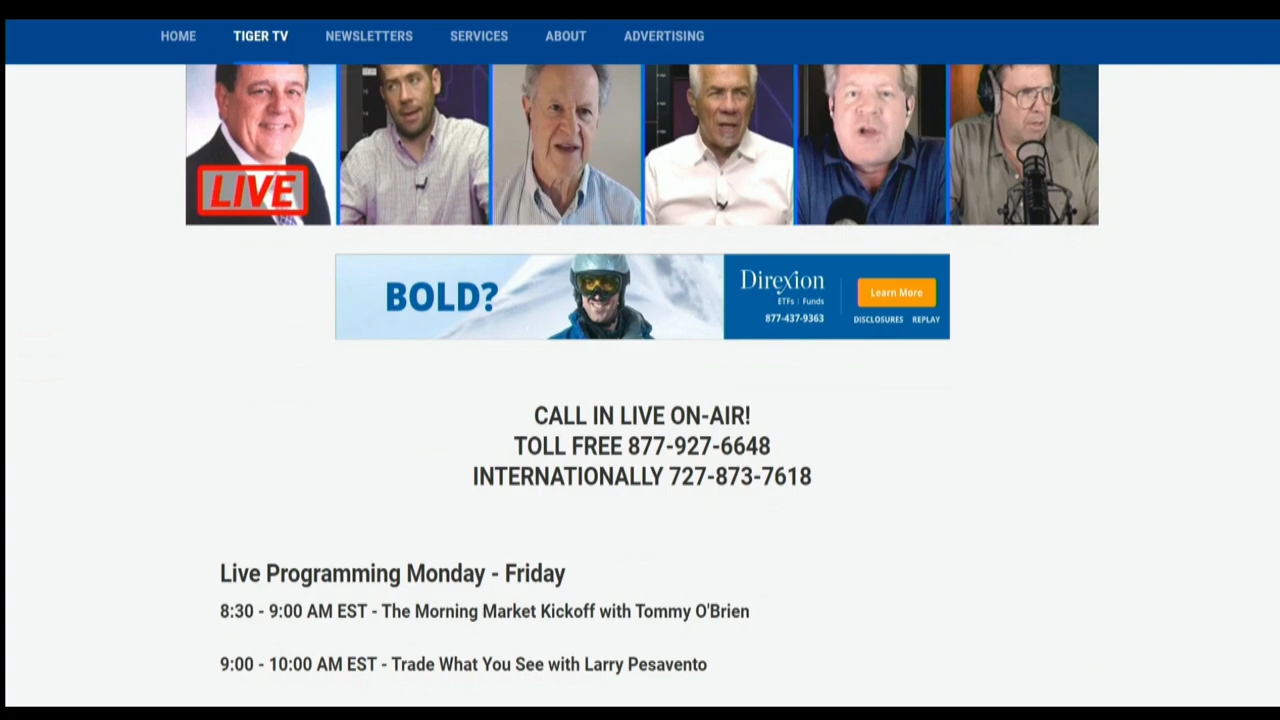 HOME TIGER TV NEWSLETTERS SERVICES ABOUT ADVERTISING
LIVE
BOLD?
Direxion
ETFs | Funds
877-437-9363
Learn More
DISCLOSURES REPLAY
CALL IN LIVE ON-AIR!
TOLL FREE 877-927-6648
INTERNATIONALLY 727-873-7618
Live Programming Monday - Friday
8:30 - 9:00 AM EST - The Morning Market Kickoff with Tommy O'Brien
9:00 - 10:00 AM EST - Trade What You See with Larry Pesavento